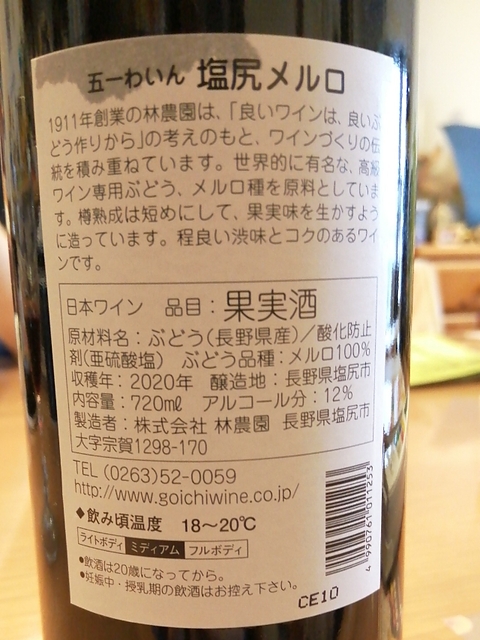 五一わいん 塩尻メルロ
1911年創業の林農園は、「良いワインは、良いぶ
どう作りから」の考えのもと、ワインづくりの伝
統を積み重ねています。世界的に有名な、高級
ワイン専用ぶどう、メルロ種を原料としていま
す。樽熟成は短めにして、果実味を生かすよう
に造っています。程良い渋味とコクのあるワイ
ンです。
日本ワイン 品目：果実酒
原材料名：ぶどう（長野県産）／酸化防止
剤（亜硫酸塩） ぶどう品種：メルロ100%
収穫年：2020年 醸造地：長野県塩尻市
内容量：720㎖ アルコール分：12%
製造者：株式会社 林農園 長野県塩尻市
大字宗賀1298-170
TEL (0263)52-0059
http://www.goichiwine.co.jp/
◆飲み頃温度 18〜20℃
ライトボディ ミディアム フルボディ
●飲酒は20歳になってから。
●妊娠中・授乳期の飲酒はお控え下さい。
4 990761 011253
CE10